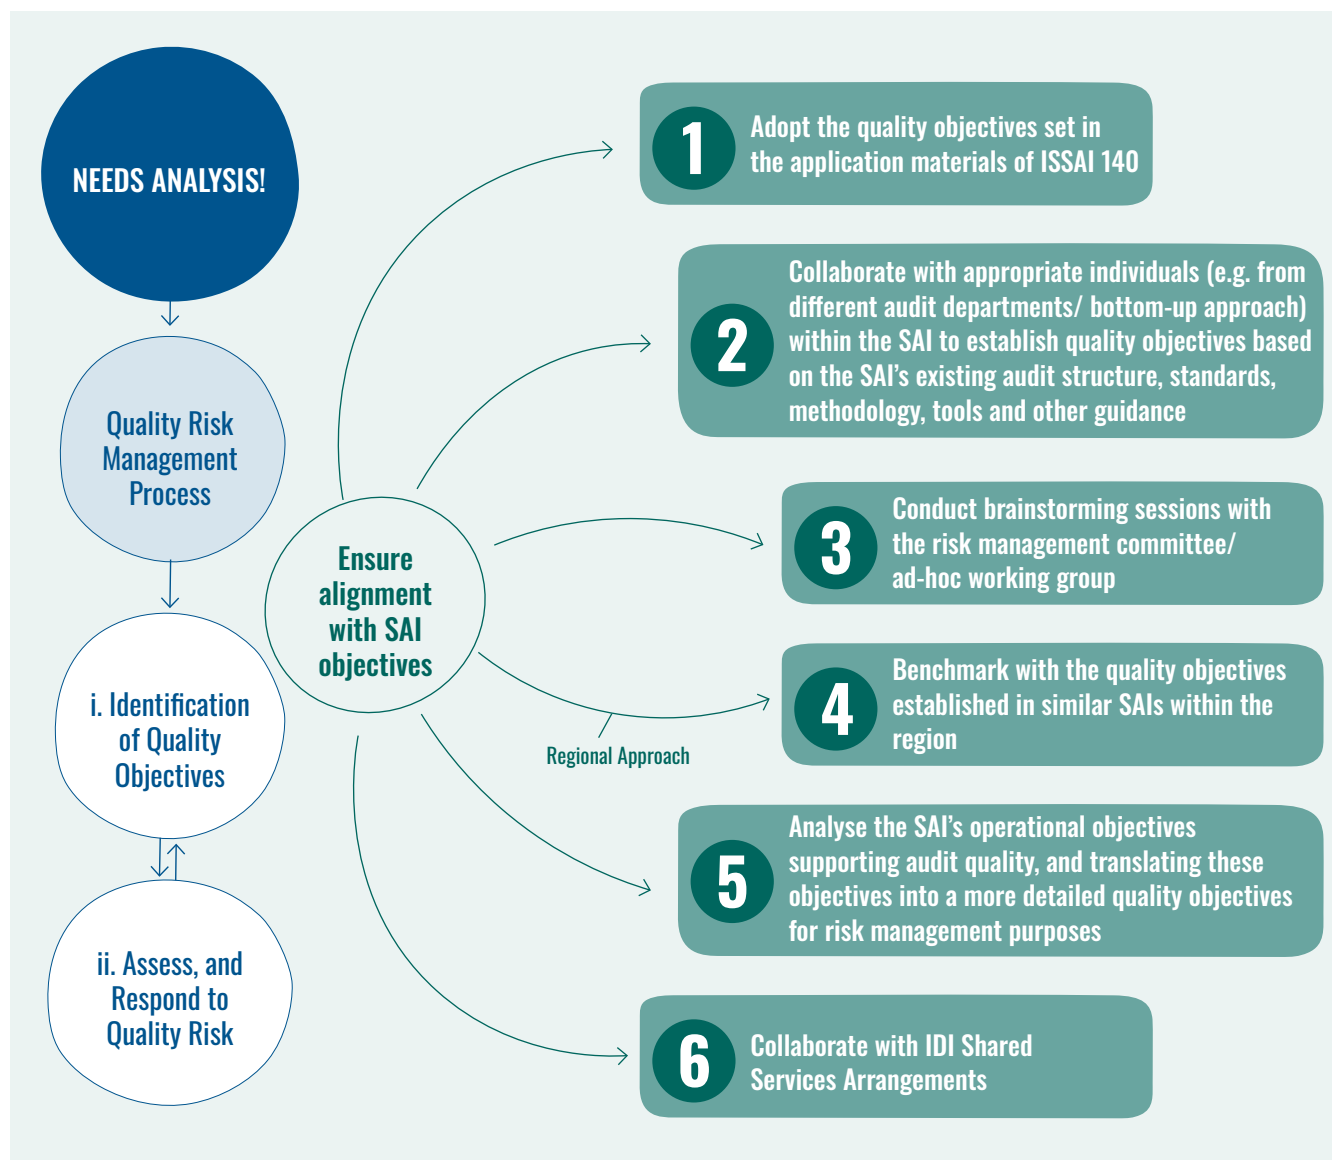 NEEDS ANALYSIS!
Quality Risk
Management
Process
i. Identification
of Quality
Objectives
ii. Assess, and
Respond to
Quality Risk
Ensure
alignment
with SAI
objectives
Regional Approach
1
Adopt the quality objectives set in
the application materials of ISSAI 140
2
Collaborate with appropriate individuals (e.g. from
different audit departments/ bottom-up approach)
within the SAI to establish quality objectives based
on the SAI’s existing audit structure, standards,
methodology, tools and other guidance
3
Conduct brainstorming sessions with
the risk management committee/
ad-hoc working group
4
Benchmark with the quality objectives
established in similar SAIs within the
region
5
Analyse the SAI’s operational objectives
supporting audit quality, and translating these
objectives into a more detailed quality objectives
for risk management purposes
6
Collaborate with IDI Shared
Services Arrangements